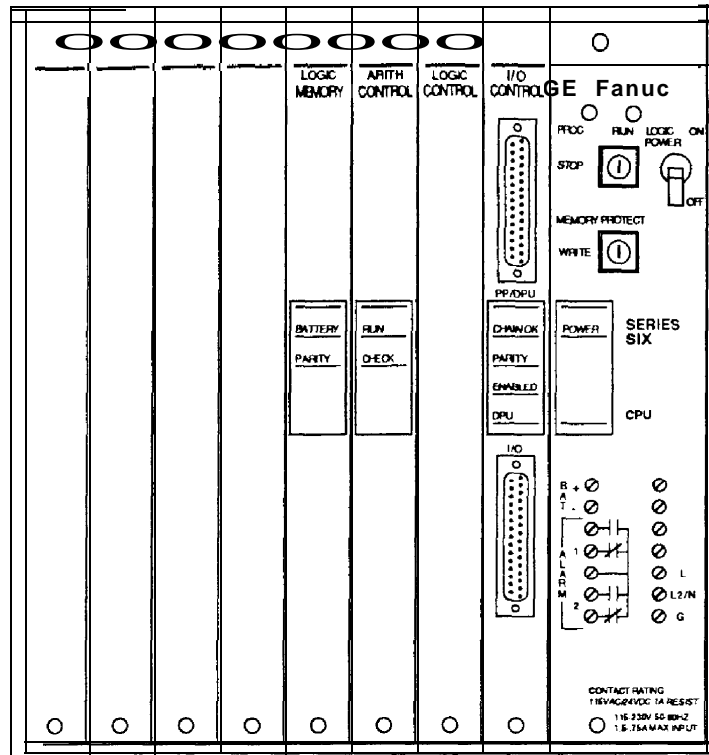 LOGIC MEMORY
ARITH CONTROL
LOGIC CONTROL
I/O CONTROL
GE Fanuc
PROC RUN LOGIC POWER ON
STOP
OFF
MEMORY PROTECT
WRITE
PP/DPU
BATTERY
PARITY
RUN
CHECK
CHAIN OK
PARITY
ENABLED
DPU
POWER
SERIES SIX
CPU
I/O
BAT + -
ALARM 1 2
L
L2/N
G
CONTACT RATING
115VAC/24VDC 1A RESIST
115-230V 50-60HZ
1.5-.75A MAX INPUT